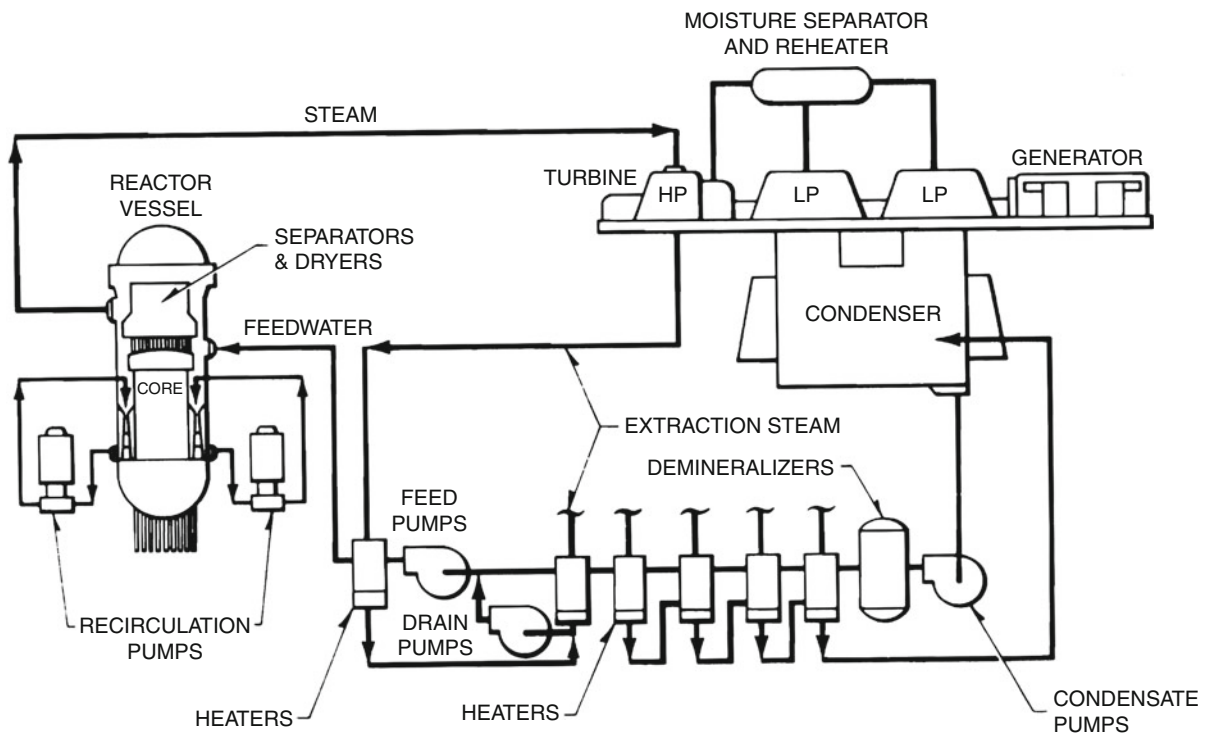 MOISTURE SEPARATOR
AND REHEATER
STEAM
GENERATOR
REACTOR
VESSEL
TURBINE
HP
LP
LP
SEPARATORS
& DRYERS
CONDENSER
FEEDWATER
CORE
EXTRACTION STEAM
DEMINERALIZERS
FEED
PUMPS
RECIRCULATION
PUMPS
DRAIN
PUMPS
HEATERS
HEATERS
CONDENSATE
PUMPS